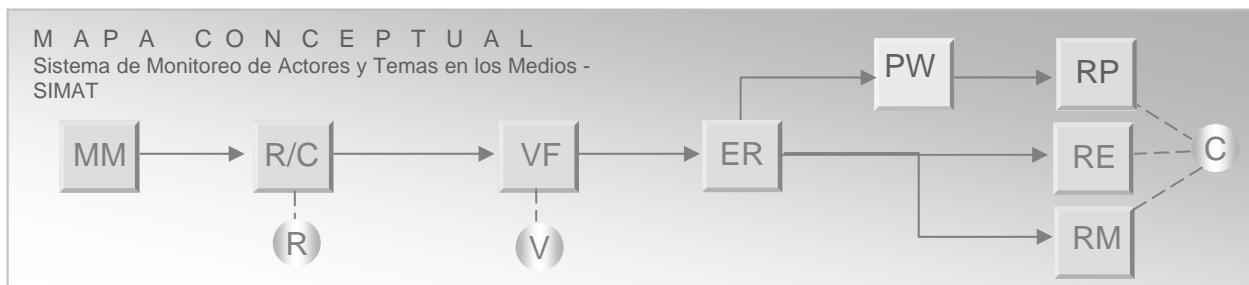 M A P A C O N C E P T U A L
Sistema de Monitoreo de Actores y Temas en los Medios -
SIMAT
PW
RP
MM
R/C
VF
ER
RE
C
R
V
RM